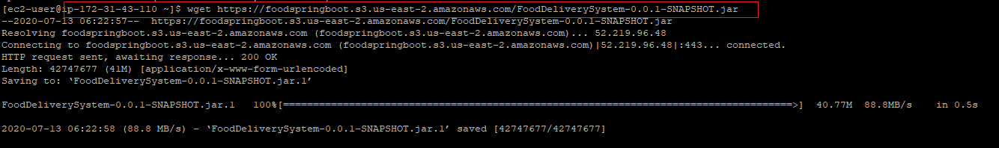 [ec2-user@ip-172-31-43-110 ~]$ wget https://foodspringboot.s3.us-east-2.amazonaws.com/FoodDeliverySystem-0.0.1-SNAPSHOT.jar
--2020-07-13 06:22:57--  https://foodspringboot.s3.us-east-2.amazonaws.com/FoodDeliverySystem-0.0.1-SNAPSHOT.jar
Resolving foodspringboot.s3.us-east-2.amazonaws.com (foodspringboot.s3.us-east-2.amazonaws.com)... 52.219.96.48
Connecting to foodspringboot.s3.us-east-2.amazonaws.com (foodspringboot.s3.us-east-2.amazonaws.com)|52.219.96.48|:443... connected.
HTTP request sent, awaiting response... 200 OK
Length: 42747677 (41M) [application/x-www-form-urlencoded]
Saving to: ‘FoodDeliverySystem-0.0.1-SNAPSHOT.jar.1’
FoodDeliverySystem-0.0.1-SNAPSHOT.jar.1   100%[=====================================================================================>]  40.77M  88.8MB/s    in 0.5s
2020-07-13 06:22:58 (88.8 MB/s) - ‘FoodDeliverySystem-0.0.1-SNAPSHOT.jar.1’ saved [42747677/42747677]